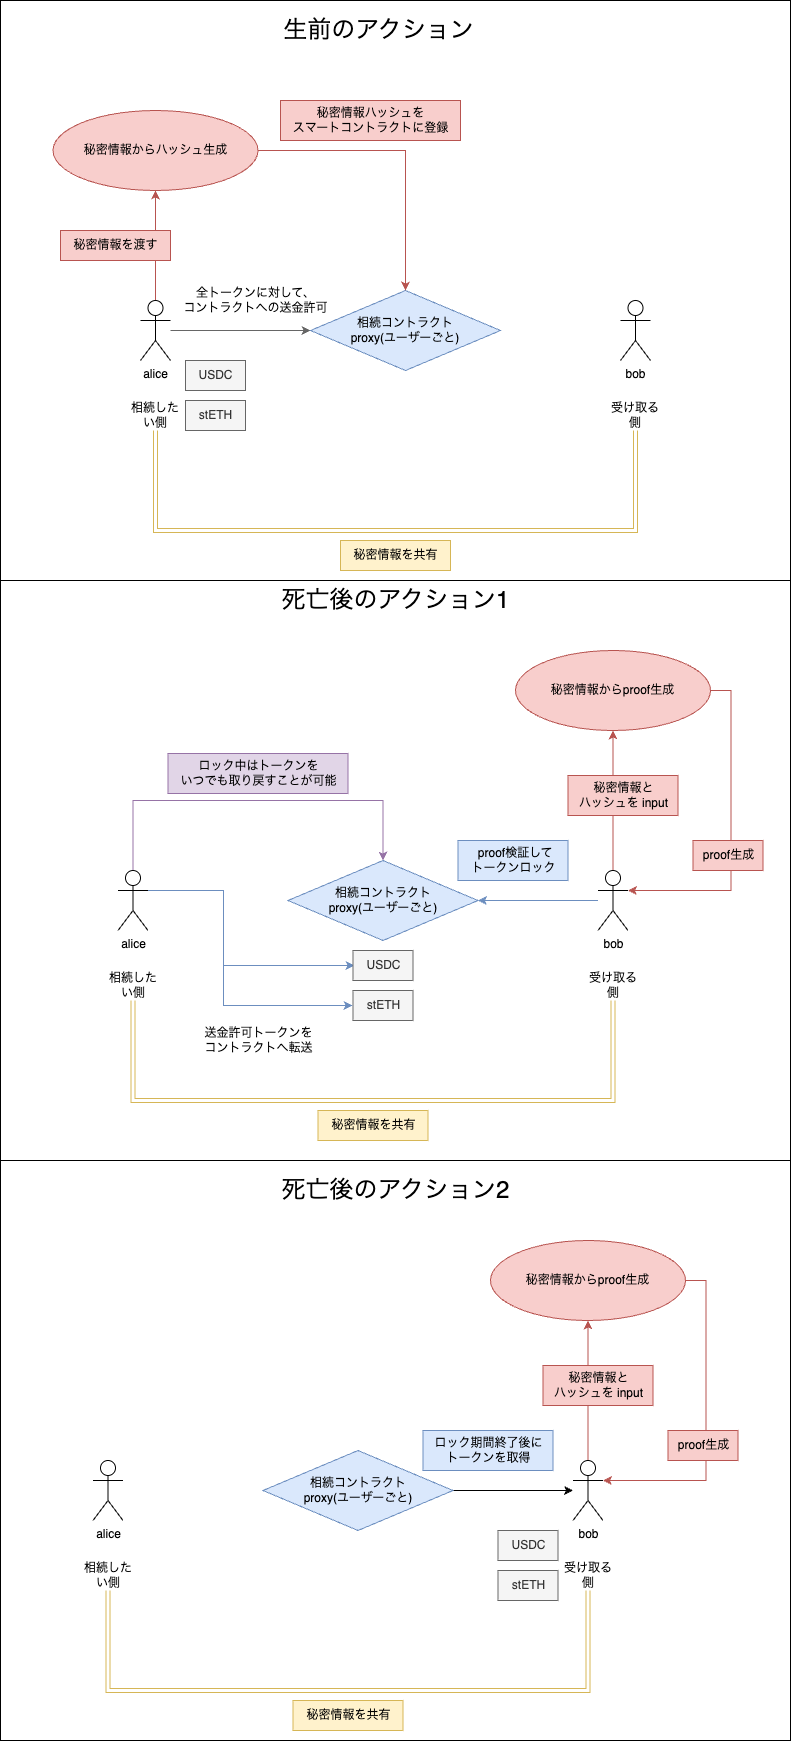 生前のアクション
秘密情報ハッシュを
スマートコントラクトに登録
秘密情報からハッシュ生成
秘密情報を渡す
全トークンに対して、
コントラクトへの送金許可
相続コントラクト
proxy(ユーザーごと)
alice
USDC
bob
相続した
い側
stETH
受け取る
側
秘密情報を共有
死亡後のアクション1
秘密情報からproof生成
ロック中はトークンを
いつでも取り戻すことが可能
秘密情報と
ハッシュを input
proof検証して
トークンロック
proof生成
相続コントラクト
proxy(ユーザーごと)
alice
bob
USDC
相続した
い側
受け取る
側
stETH
送金許可トークンを
コントラクトへ転送
秘密情報を共有
死亡後のアクション2
秘密情報からproof生成
秘密情報と
ハッシュを input
ロック期間終了後に
トークンを取得
proof生成
相続コントラクト
proxy(ユーザーごと)
alice
bob
USDC
相続した
い側
受け取る
側
stETH
秘密情報を共有